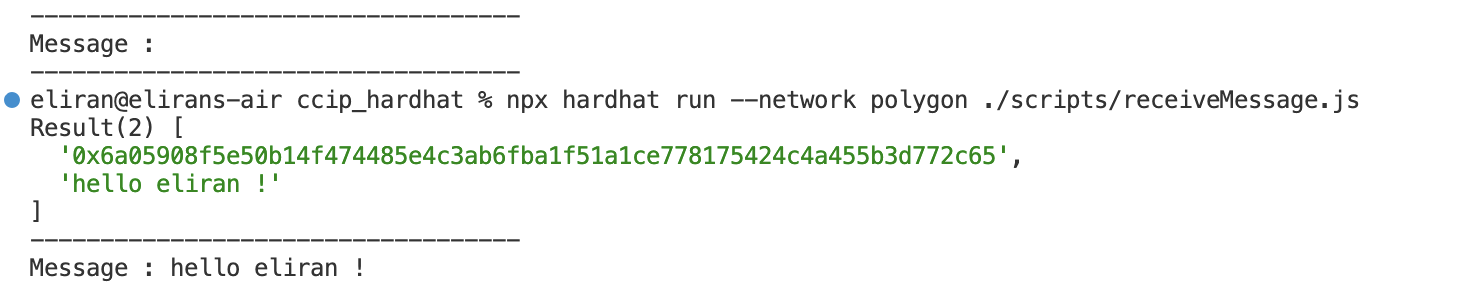 -----------------------------------
Message :
-----------------------------------
eliran@elirans-air ccip_hardhat % npx hardhat run --network polygon ./scripts/receiveMessage.js
Result(2) [
  '0x6a05908f5e50b14f474485e4c3ab6fba1f51a1ce778175424c4a455b3d772c65',
  'hello eliran !'
]
-----------------------------------
Message : hello eliran !